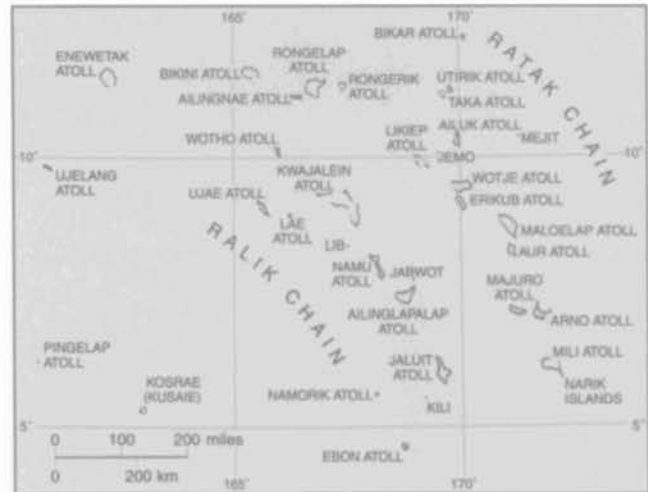 165
170
BIKAR ATOLL
RATAK CHAIN
ENEWETAK
ATOLL
BIKINI ATOLL
RONGELAP
ATOLL
RONGERIK
ATOLL
UTIRIK ATOLL
TAKA ATOLL
AILINGNAE ATOLL
AILUK ATOLL
MEJIT
WOTHO ATOLL
LIKIEP
ATOLL
JEMO
10
10
UJELANG
ATOLL
KWAJALEIN
ATOLL
WOTJE ATOLL
ERIKUB ATOLL
UJAE ATOLL
LAE
ATOLL
MALOELAP ATOLL
AUR ATOLL
LIB
RALIK CHAIN
NAMU
ATOLL
JABWOT
MAJURO
ATOLL
ARNO ATOLL
AILINGLAPALAP
ATOLL
PINGELAP
ATOLL
JALUIT
ATOLL
MILI ATOLL
NARIK
ISLANDS
KOSRAE
(KUSAIE)
NAMORIK ATOLL
KILI
5
5
0 100 200 miles
0 200 km
EBON ATOLL
165
170